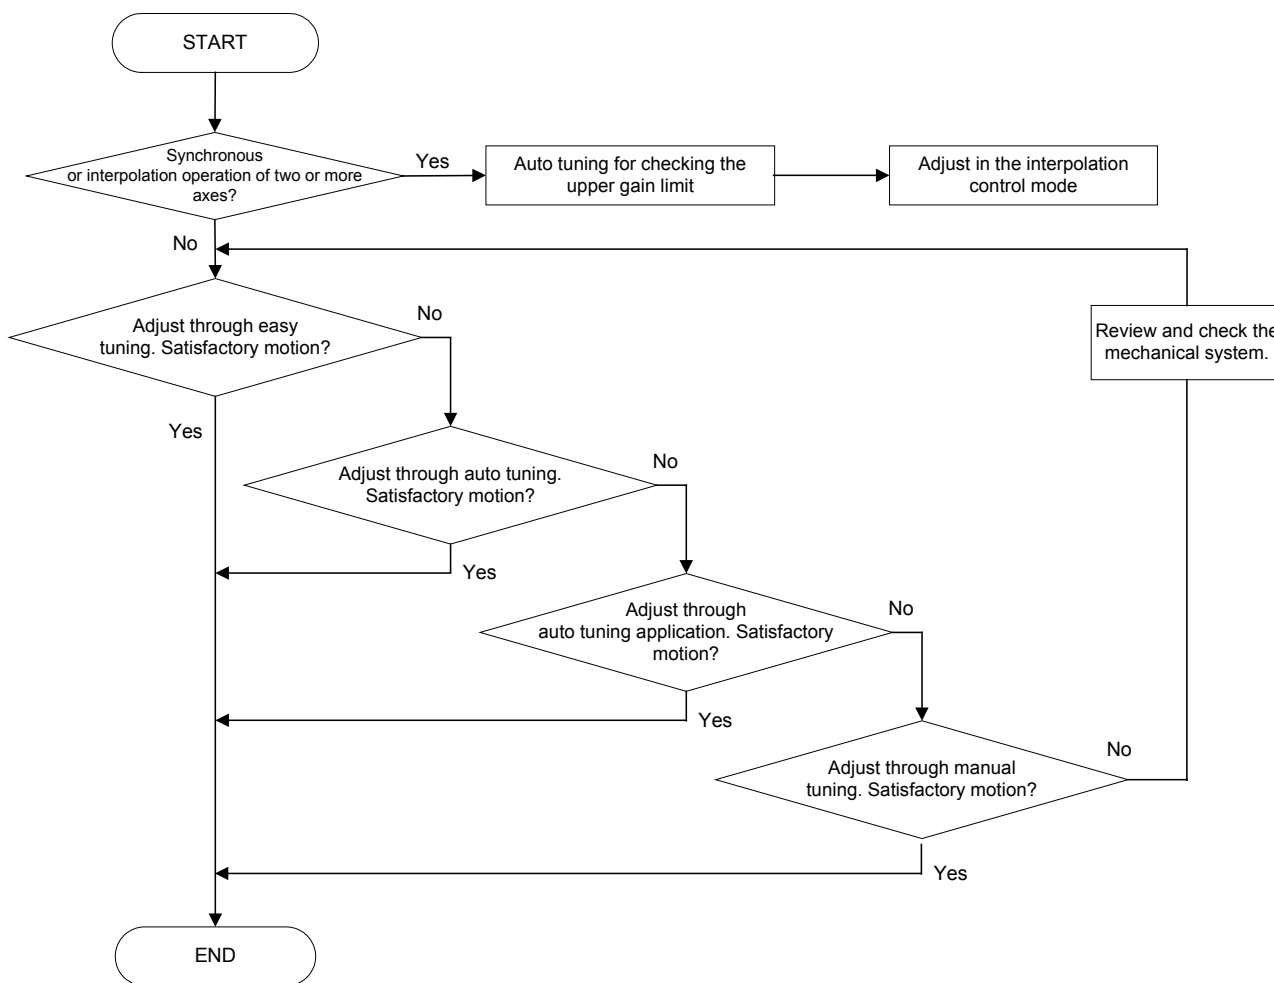 START
Synchronous
or interpolation operation of two or more
axes?
Yes
Auto tuning for checking the
upper gain limit
Adjust in the interpolation
control mode
No
Adjust through easy
tuning. Satisfactory motion?
No
Review and check the
mechanical system.
Yes
Adjust through auto tuning.
Satisfactory motion?
No
Yes
Adjust through
auto tuning application. Satisfactory
motion?
No
Yes
Adjust through manual
tuning. Satisfactory motion?
No
Yes
END